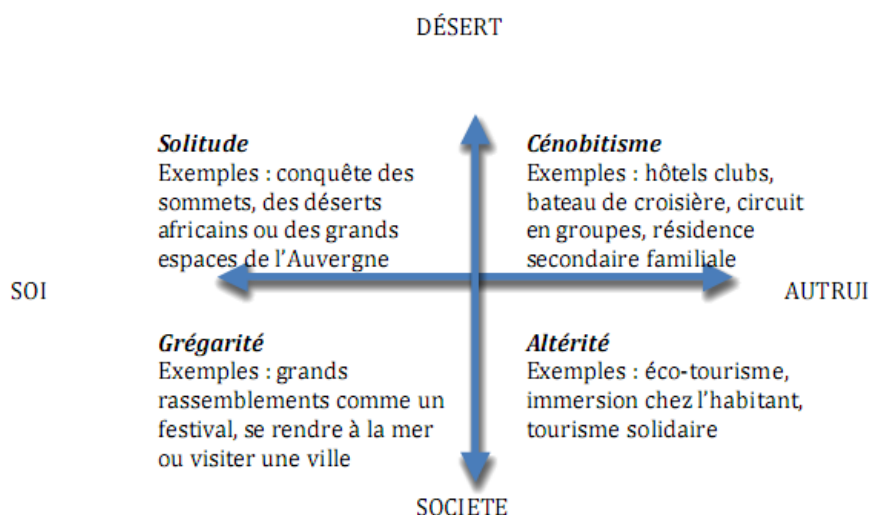 DÉSERT
Solitude
Exemples : conquête des
sommets, des déserts
africains ou des grands
espaces de l'Auvergne
Cénobitisme
Exemples : hôtels clubs,
bateau de croisière, circuit
en groupes, résidence
secondaire familiale
SOI
AUTRUI
Grégarité
Exemples : grands
rassemblements comme un
festival, se rendre à la mer
ou visiter une ville
Altérité
Exemples : éco-tourisme,
immersion chez l'habitant,
tourisme solidaire
SOCIETE